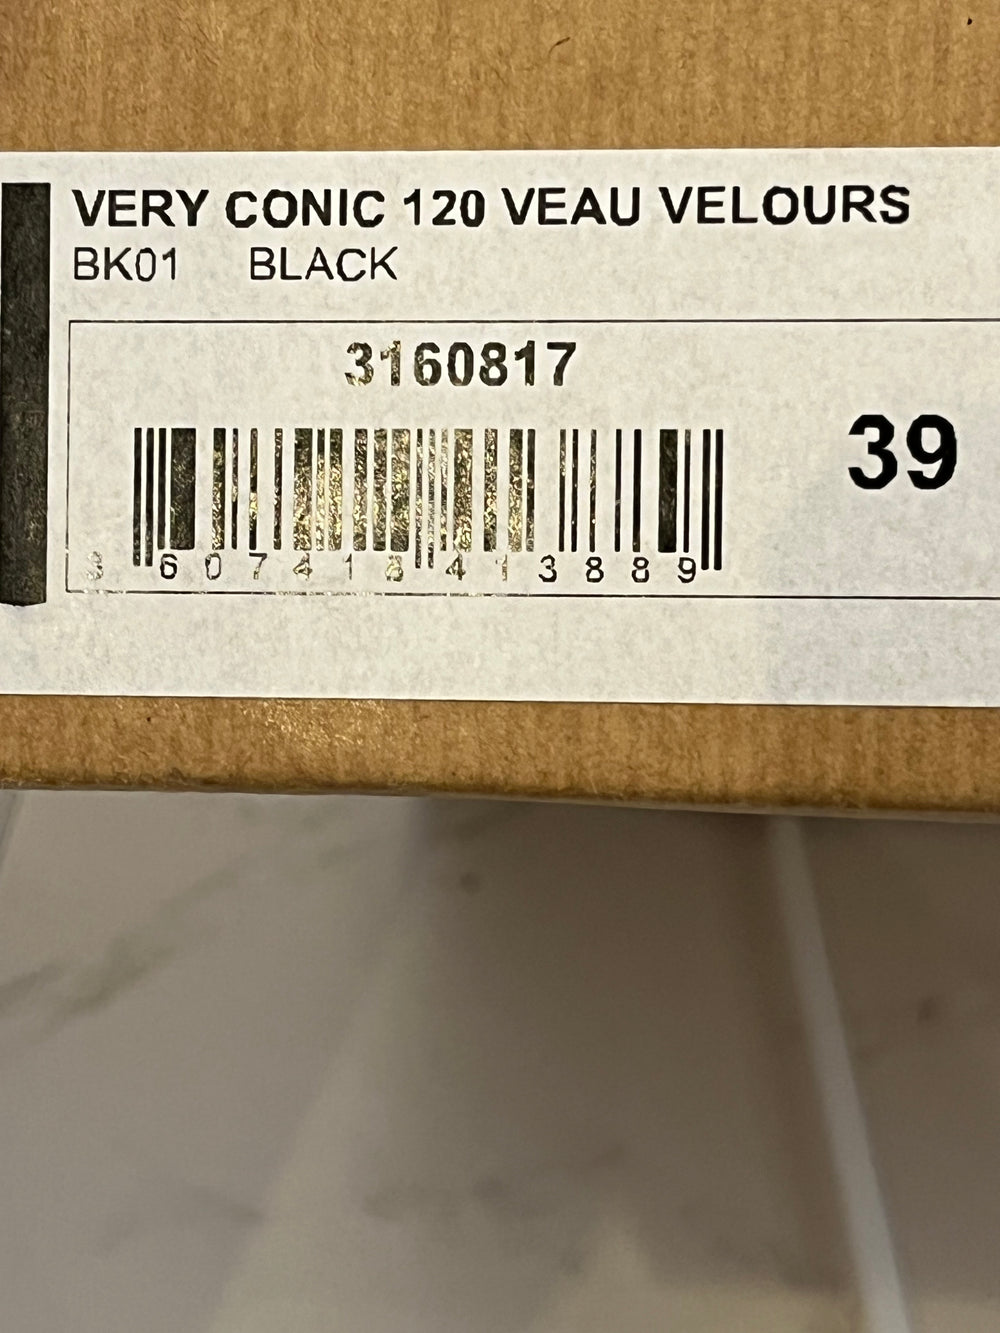 VERY CONIC 120 VEAU VELOURS
BK01 BLACK
3160817
39
3 607418 413889